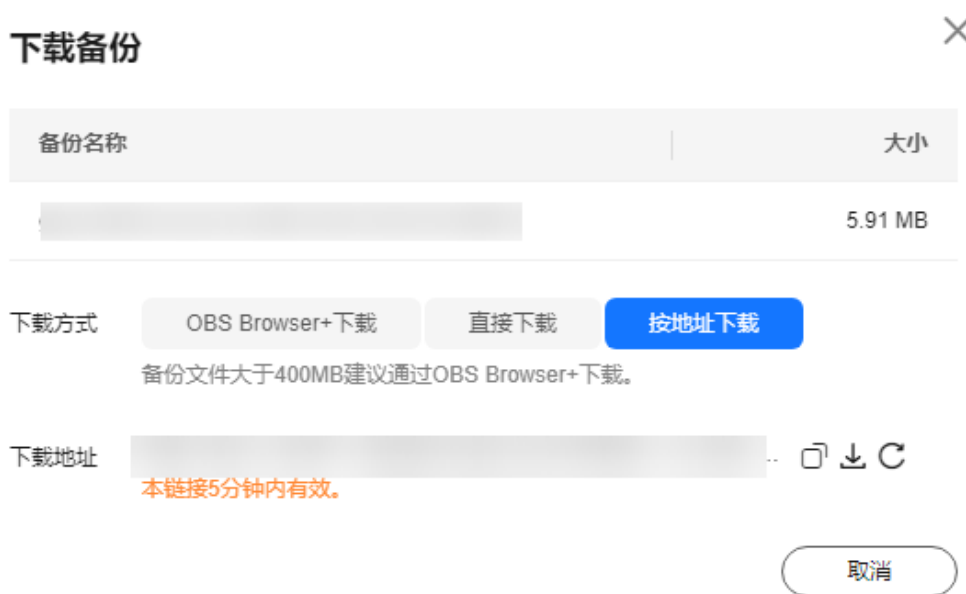 下载备份
备份名称 大小
5.91 MB
下载方式 OBS Browser+下载 直接下载 按地址下载
备份文件大于400MB建议通过OBS Browser+下载。
下载地址 ..
本链接5分钟内有效。
取消